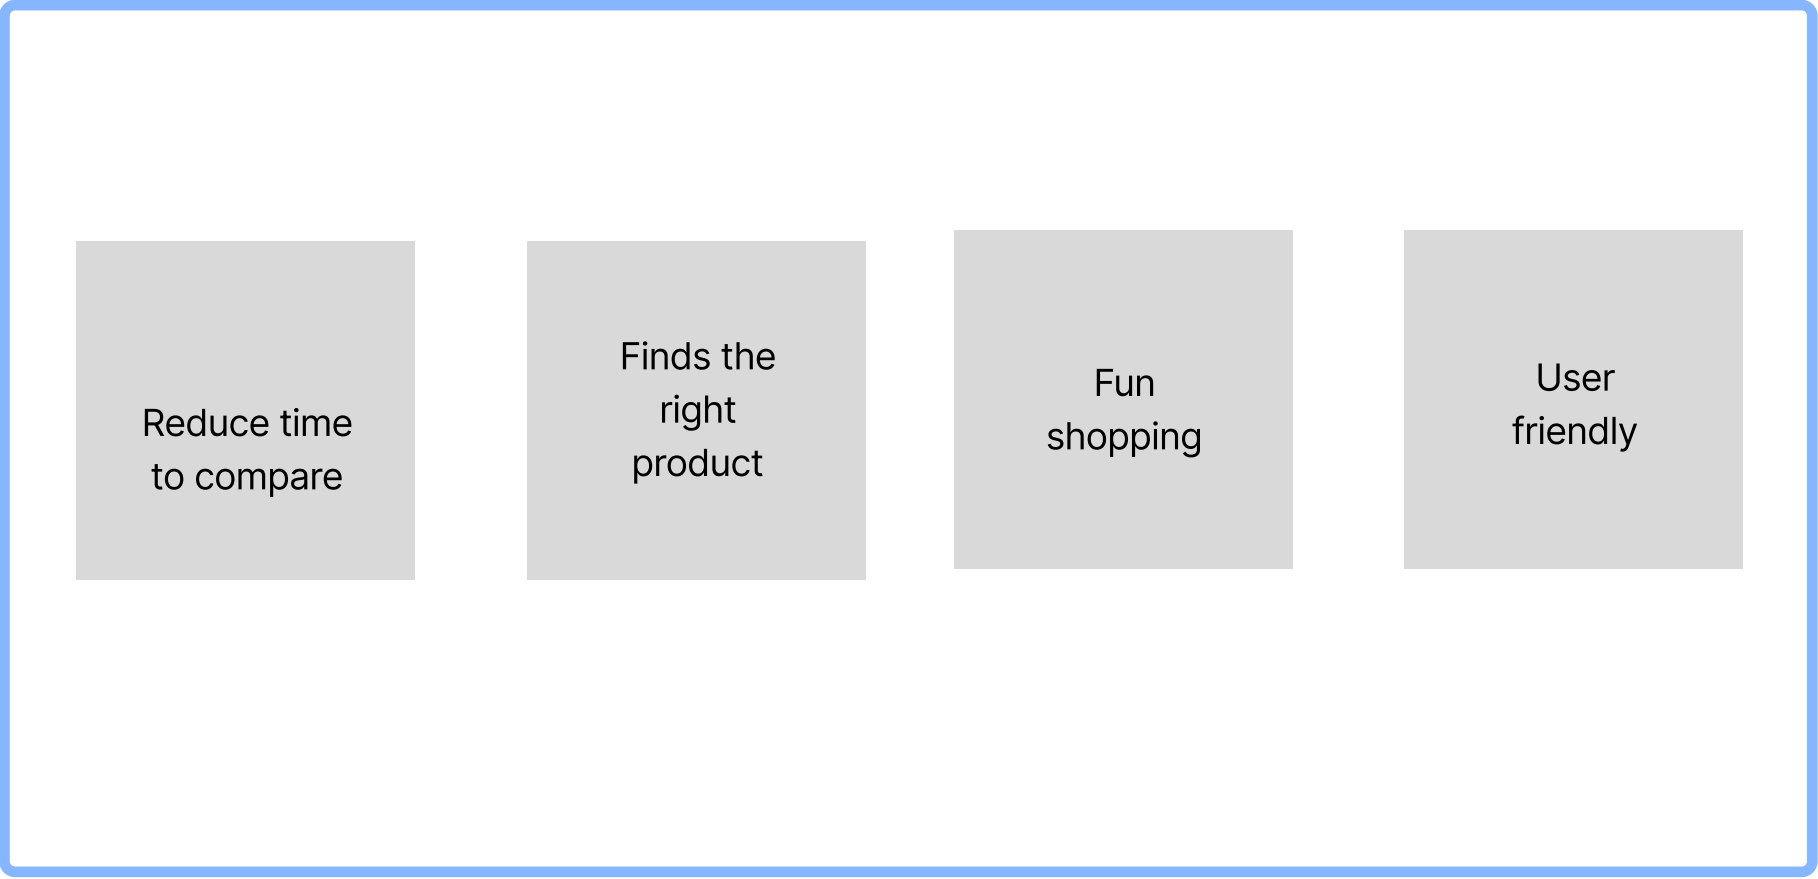 Reduce time
to compare
Finds the
right
product
Fun
shopping
User
friendly